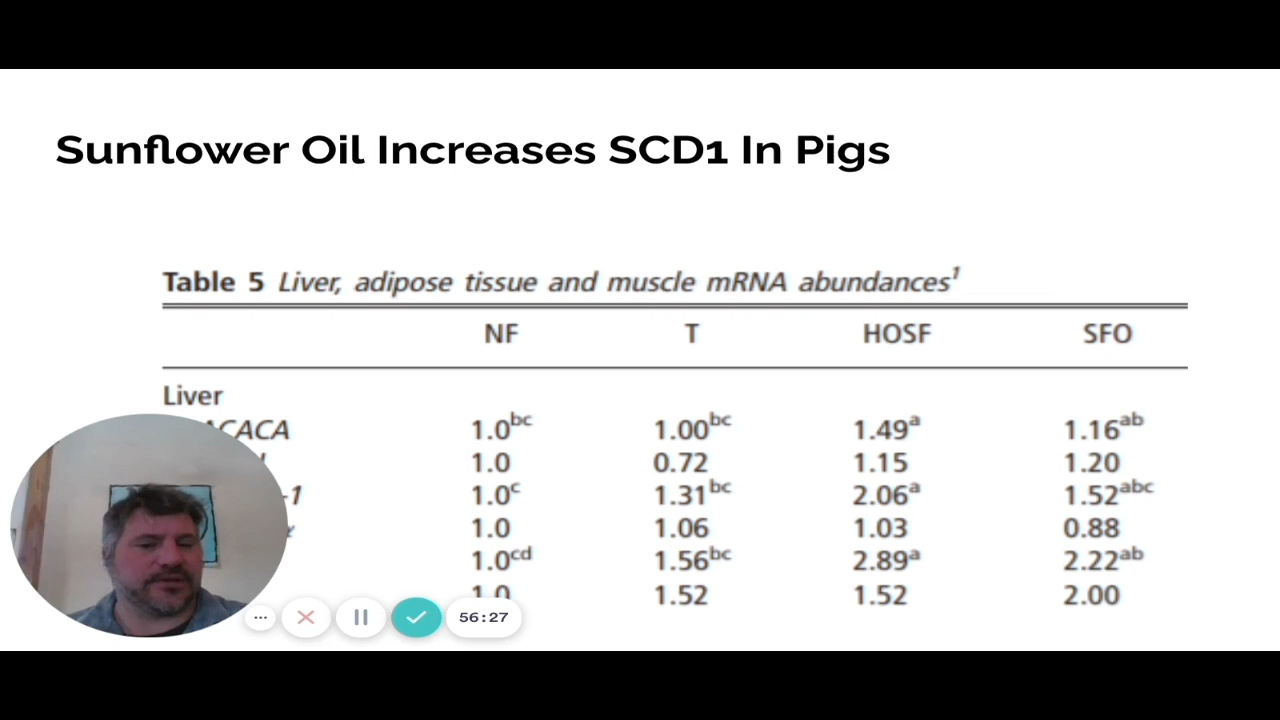 Sunflower Oil Increases SCD1 In Pigs
Table 5 Liver, adipose tissue and muscle mRNA abundances¹
NF T HOSF SFO
Liver
ACACA 1.0ᵇᶜ 1.00ᵇᶜ 1.49ᵃ 1.16ᵃᵇ
1.0 0.72 1.15 1.20
-1 1.0ᶜ 1.31ᵇᶜ 2.06ᵃ 1.52ᵃᵇᶜ
1.0 1.06 1.03 0.88
1.0ᶜᵈ 1.56ᵇᶜ 2.89ᵃ 2.22ᵃᵇ
1.0 1.52 1.52 2.00
56:27